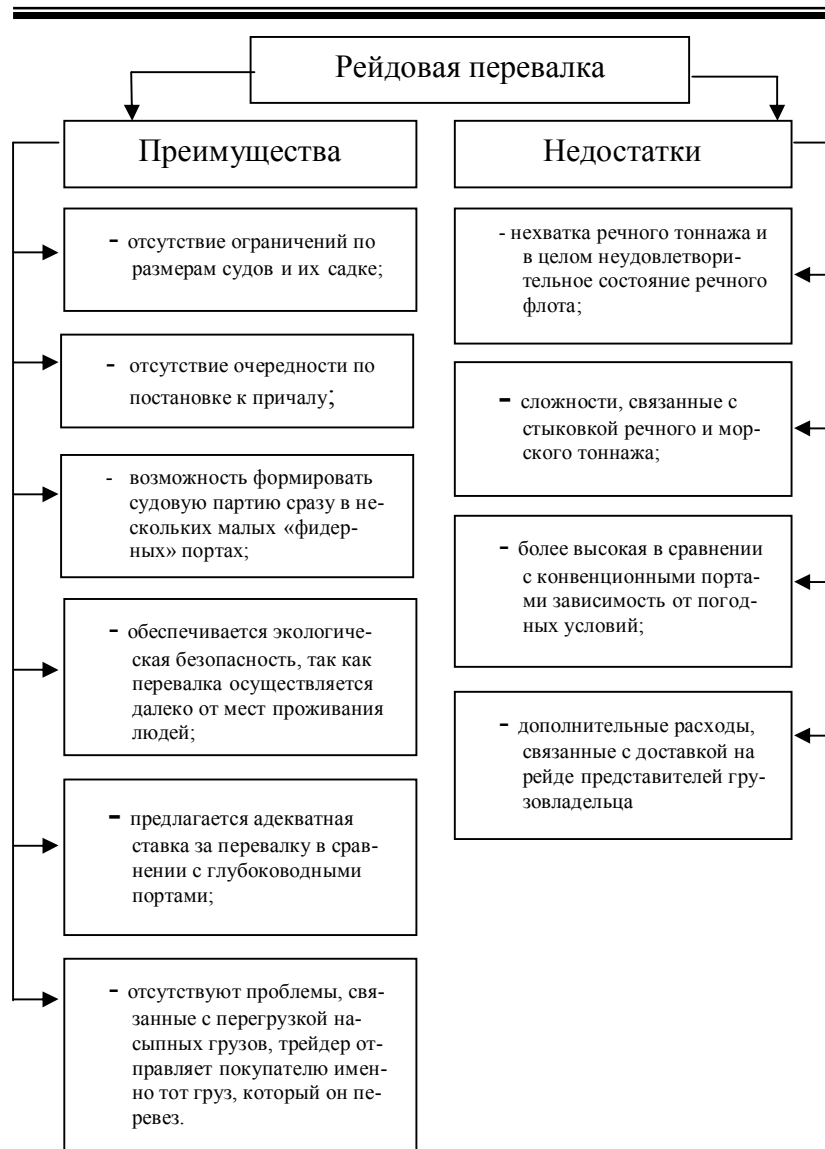 Рейдовая перевалка
Преимущества
- отсутствие ограничений по
размерам судов и их садке;
- отсутствие очередности по
постановке к причалу;
- возможность формировать
судовую партию сразу в не-
скольких малых «фидер-
ных» портах;
- обеспечивается экологиче-
ская безопасность, так как
перевалка осуществляется
далеко от мест проживания
людей;
- предлагается адекватная
ставка за перевалку в срав-
нении с глубоководными
портами;
- отсутствуют проблемы, свя-
занные с перегрузкой на-
сыпных грузов, трейдер от-
правляет покупателю имен-
но тот груз, который он пе-
ревез.
Недостатки
- нехватка речного тоннажа и
в целом неудовлетвори-
тельное состояние речного
флота;
- сложности, связанные с
стыковкой речного и мор-
ского тоннажа;
- более высокая в сравнении
с конвенционными порта-
ми зависимость от погод-
ных условий;
- дополнительные расходы,
связанные с доставкой на
рейде представителей гру-
зовладельца